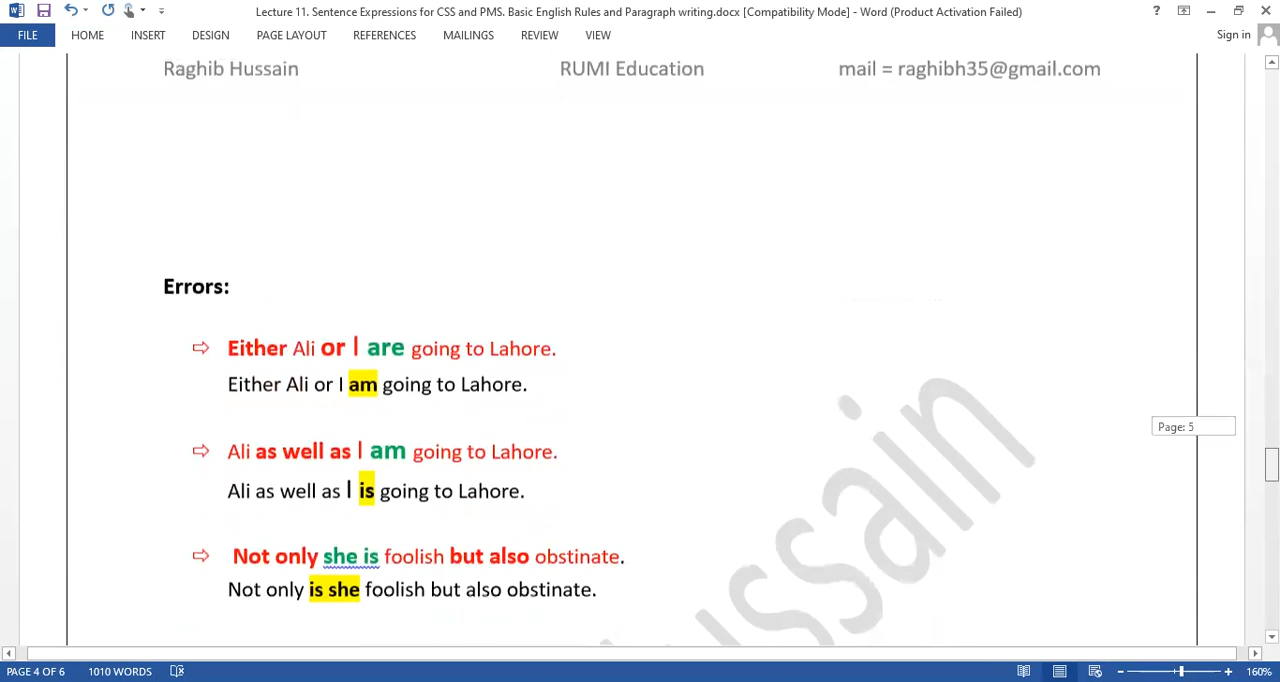 Lecture 11. Sentence Expressions for CSS and PMS. Basic English Rules and Paragraph writing.docx [Compatibility Mode] - Word (Product Activation Failed)
FILE HOME INSERT DESIGN PAGE LAYOUT REFERENCES MAILINGS REVIEW VIEW Sign in
Raghib Hussain RUMI Education mail = raghibh35@gmail.com
Errors:
Either Ali or I are going to Lahore.
Either Ali or I am going to Lahore.
Page: 5
Ali as well as I am going to Lahore.
Ali as well as I is going to Lahore.
Not only she is foolish but also obstinate.
Not only is she foolish but also obstinate.
ussain
PAGE 4 OF 6 1010 WORDS 160%